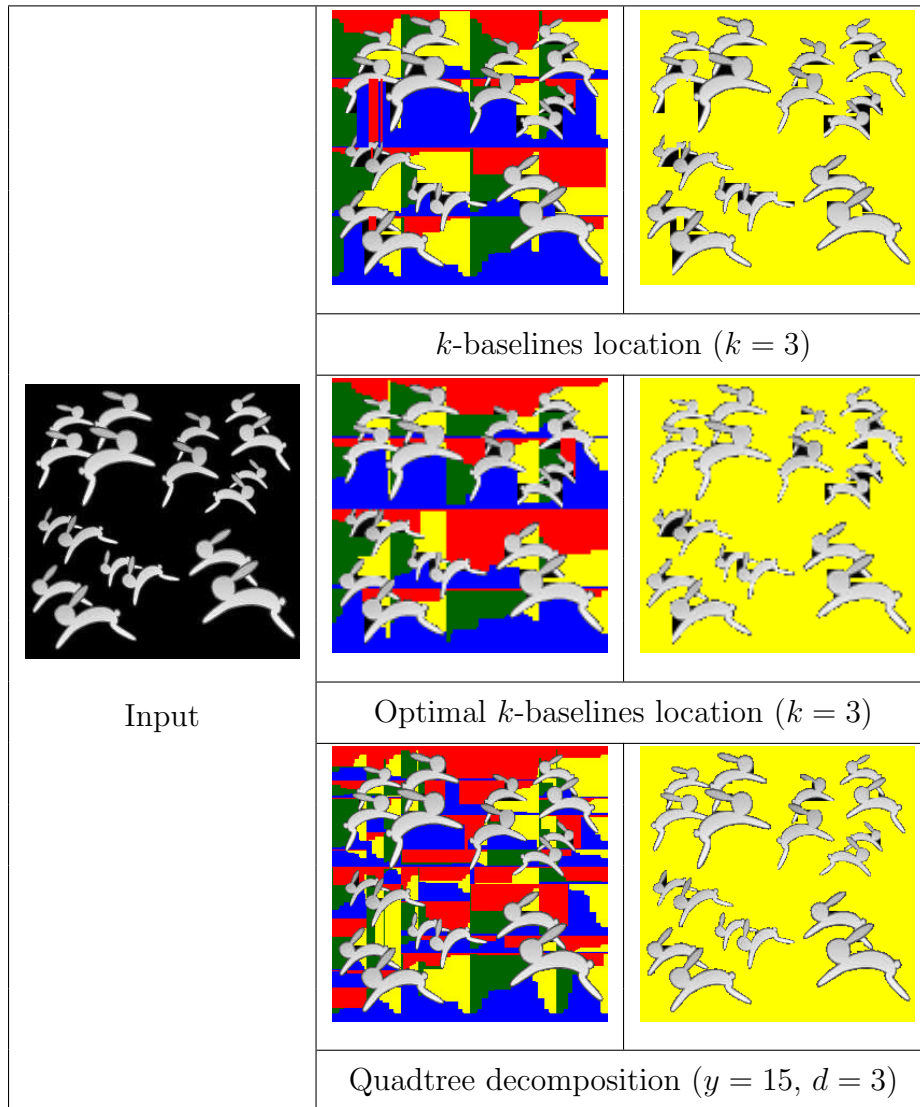 k-baselines location (k = 3)
Input
Optimal k-baselines location (k = 3)
Quadtree decomposition (y = 15, d = 3)